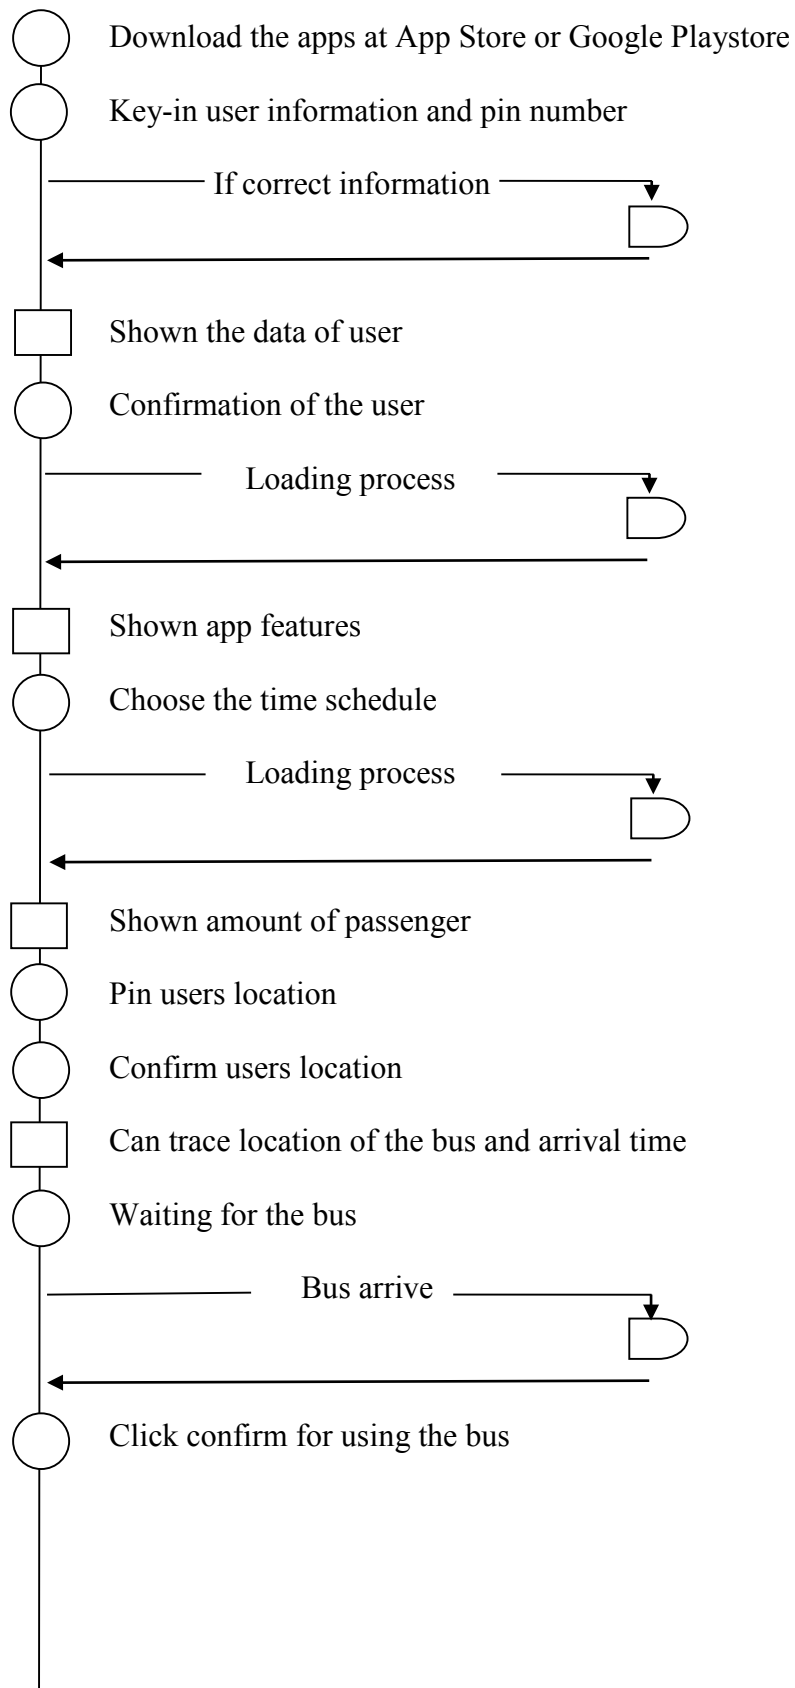 Download the apps at App Store or Google Playstore
Key-in user information and pin number
If correct information
Shown the data of user
Confirmation of the user
Loading process
Shown app features
Choose the time schedule
Loading process
Shown amount of passenger
Pin users location
Confirm users location
Can trace location of the bus and arrival time
Waiting for the bus
Bus arrive
Click confirm for using the bus